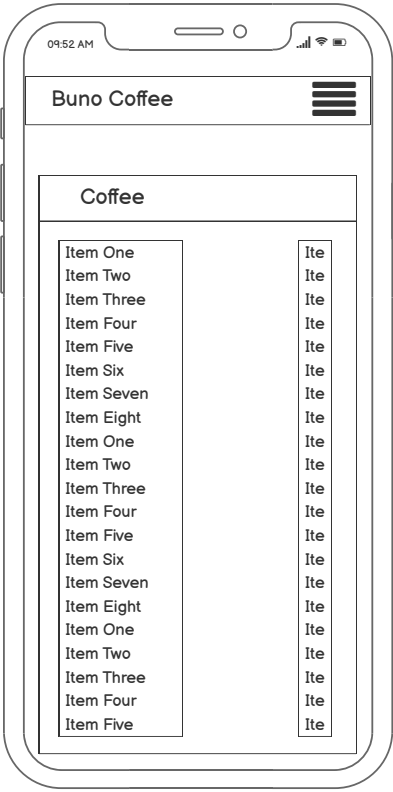 09:52 AM
Buno Coffee
Coffee
Item One Ite
Item Two Ite
Item Three Ite
Item Four Ite
Item Five Ite
Item Six Ite
Item Seven Ite
Item Eight Ite
Item One Ite
Item Two Ite
Item Three Ite
Item Four Ite
Item Five Ite
Item Six Ite
Item Seven Ite
Item Eight Ite
Item One Ite
Item Two Ite
Item Three Ite
Item Four Ite
Item Five Ite